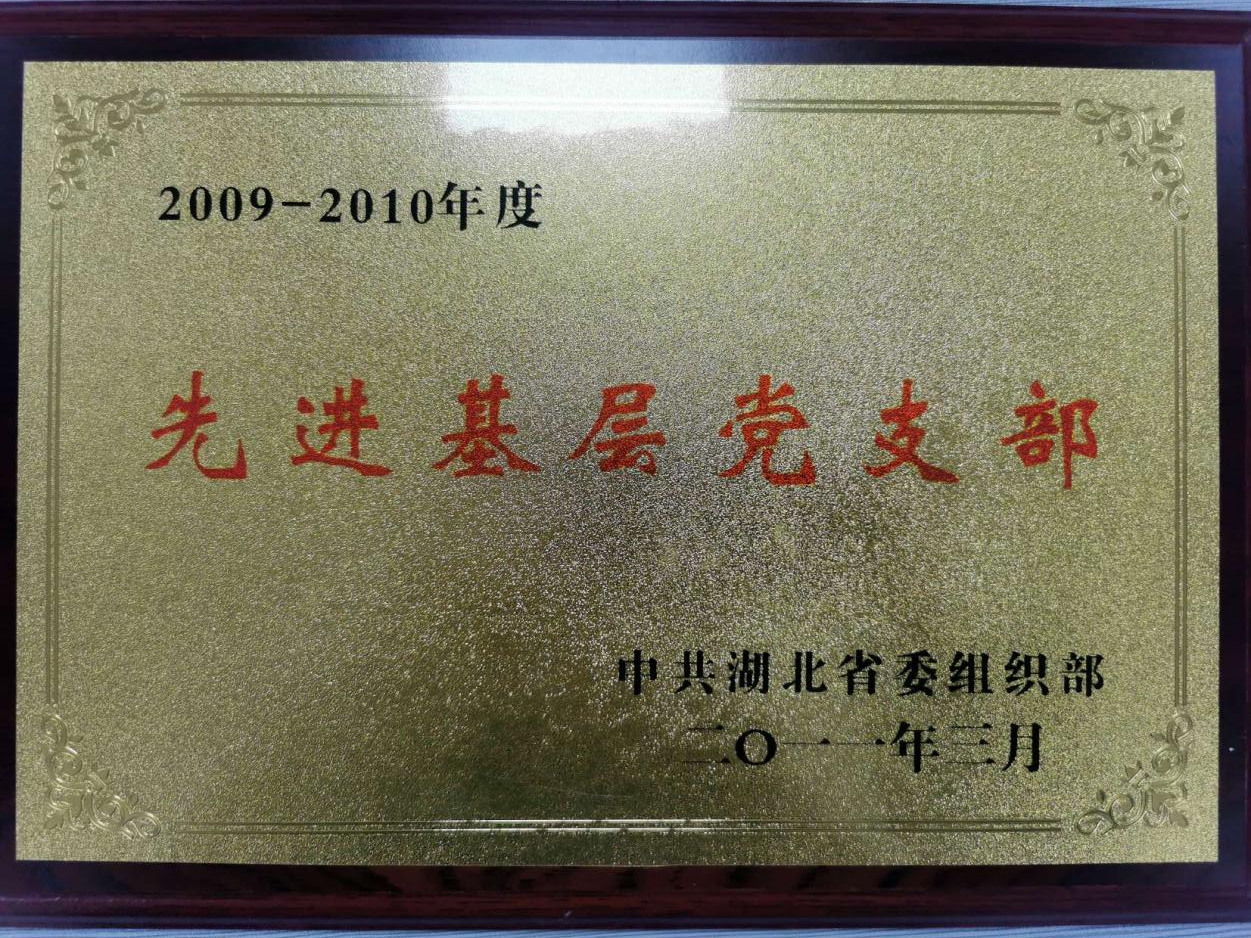 2009-2010年度
先进基层党支部
中共湖北省委组织部
二〇一一年三月